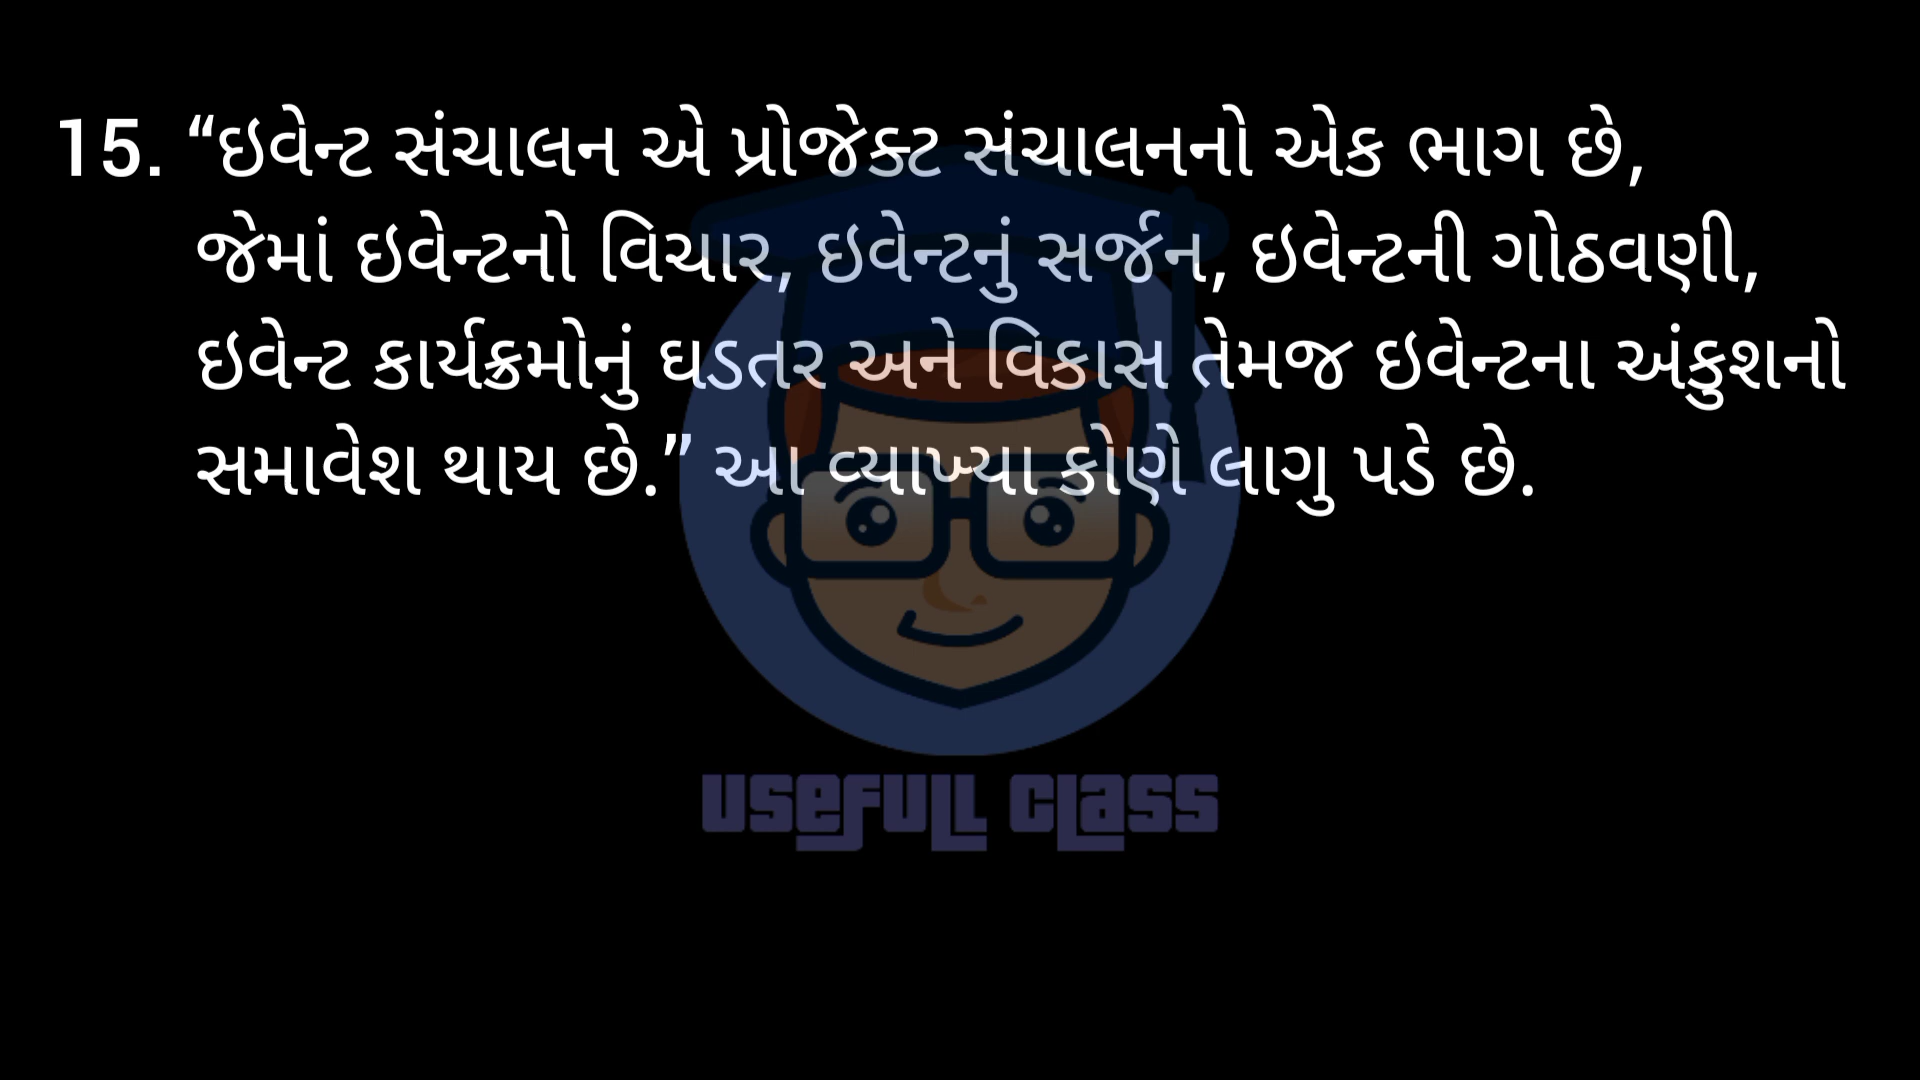 15. “ઇવેન્ટ સંચાલન એ પ્રોજેક્ટ સંચાલનનો એક ભાગ છે,
જેમાં ઇવેન્ટનો વિચાર, ઇવેન્ટનું સર્જન, ઇવેન્ટની ગોઠવણી,
ઇવેન્ટ કાર્યક્રમોનું ઘડતર અને વિકાસ તેમજ ઇવેન્ટના અંકુશનો
સમાવેશ થાય છે.” આ વ્યાખ્યા કોણે લાગુ પડે છે.
USEFULL CLASS